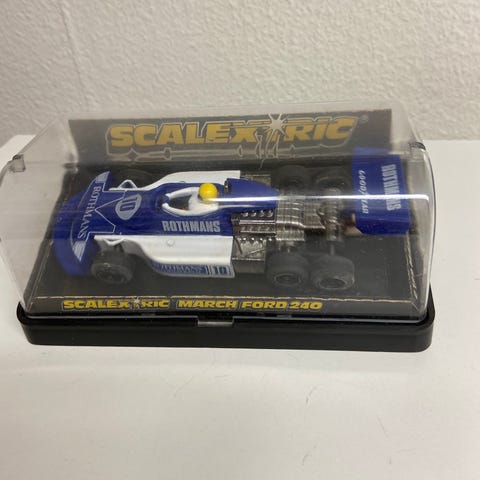 SCALEXTRIC
ROTHMANS
10
ROTHMANS
10
ROTHMANS
GOODYEAR
SCALEXTRIC MARCH FORD 240